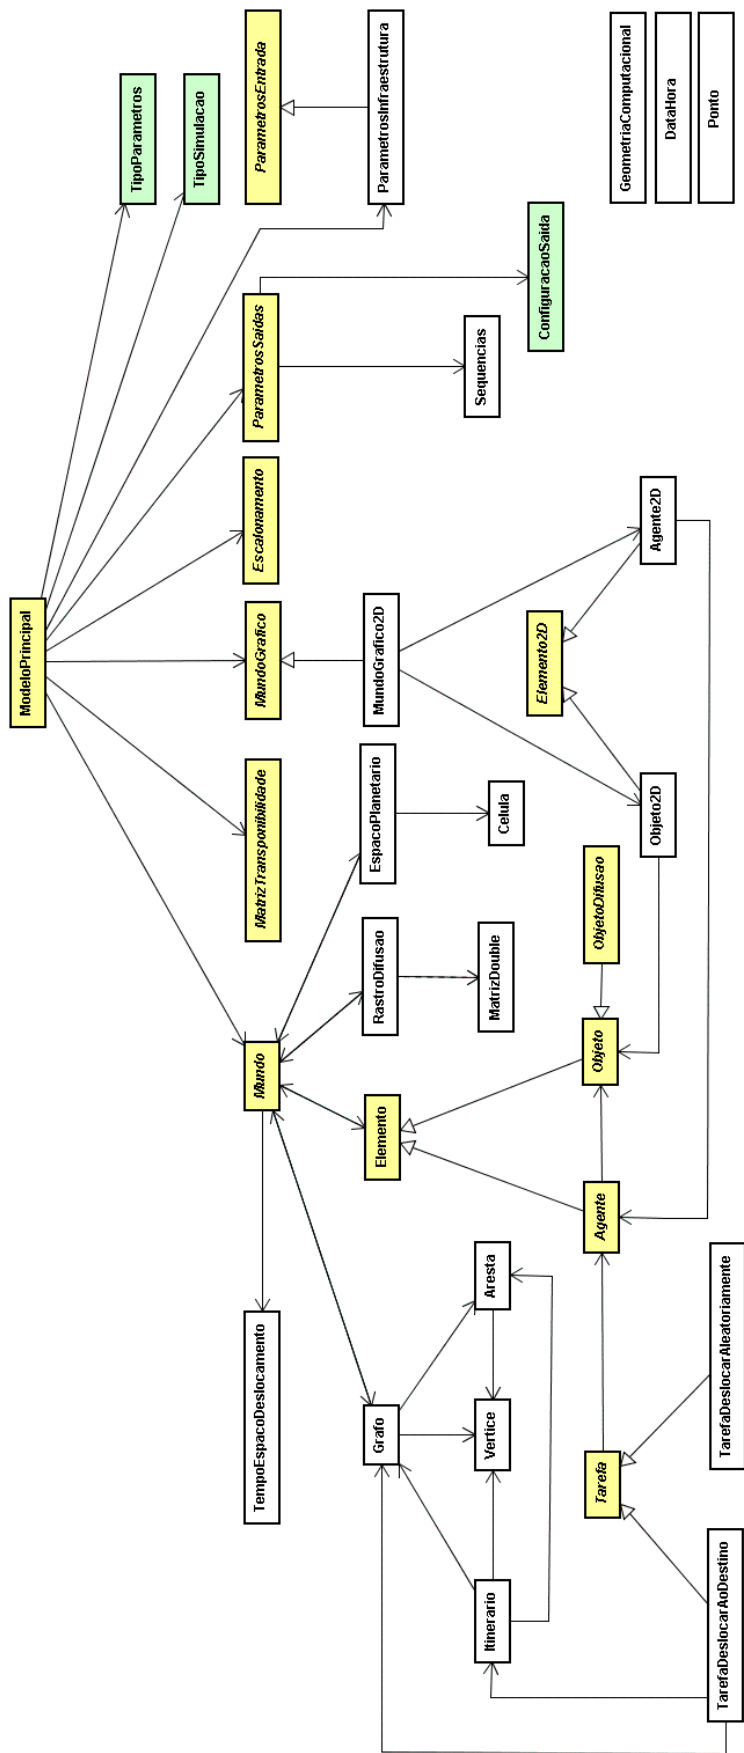 ModeloPrincipal
TipoParametros
TipoSimulacao
ParametrosEntrada
ParametrosInfraestrutura
ParametrosSaidas
ConfiguracaoSaida
Sequencias
Escalonamento
MundoGrafico
MundoGrafico2D
MatrizTransponibilidade
Mundo
TempoEspacoDeslocamento
EspacoPlanetario
Celula
RastroDifusao
MatrizDouble
Elemento
Grafo
Aresta
Vertice
Itinerario
Elemento2D
Agente2D
Objeto2D
ObjetoDifusao
Objeto
Agente
Tarefa
TarefaDeslocarAoDestino
TarefaDeslocarAleatoriamente
GeometriaComputacional
DataHora
Ponto